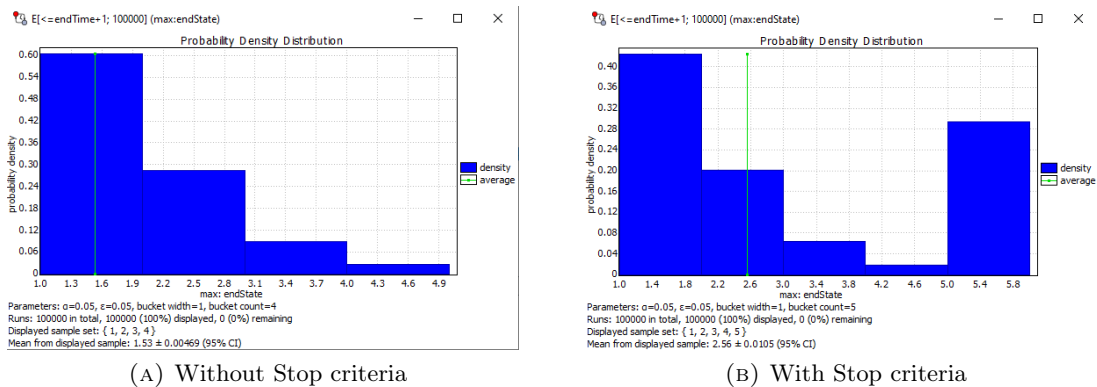 E[<=endTime+1; 100000] (max:endState)
Probability Density Distribution
0.60
0.54
0.48
0.42
0.36
0.30
0.24
0.18
0.12
0.06
0
probability density
1.0 1.3 1.6 1.9 2.2 2.5 2.8 3.1 3.4 3.7 4.0 4.3 4.6 4.9
max: endState
density
average
Parameters: α=0.05, ε=0.05, bucket width=1, bucket count=4
Runs: 100000 in total, 100000 (100%) displayed, 0 (0%) remaining
Displayed sample set: { 1, 2, 3, 4 }
Mean from displayed sample: 1.53 ± 0.00469 (95% CI)
(A) Without Stop criteria
E[<=endTime+1; 100000] (max:endState)
Probability Density Distribution
0.40
0.36
0.32
0.28
0.24
0.20
0.16
0.12
0.08
0.04
0
probability density
1.0 1.4 1.8 2.2 2.6 3.0 3.4 3.8 4.2 4.6 5.0 5.4 5.8
max: endState
density
average
Parameters: α=0.05, ε=0.05, bucket width=1, bucket count=5
Runs: 100000 in total, 100000 (100%) displayed, 0 (0%) remaining
Displayed sample set: { 1, 2, 3, 4, 5 }
Mean from displayed sample: 2.56 ± 0.0105 (95% CI)
(B) With Stop criteria